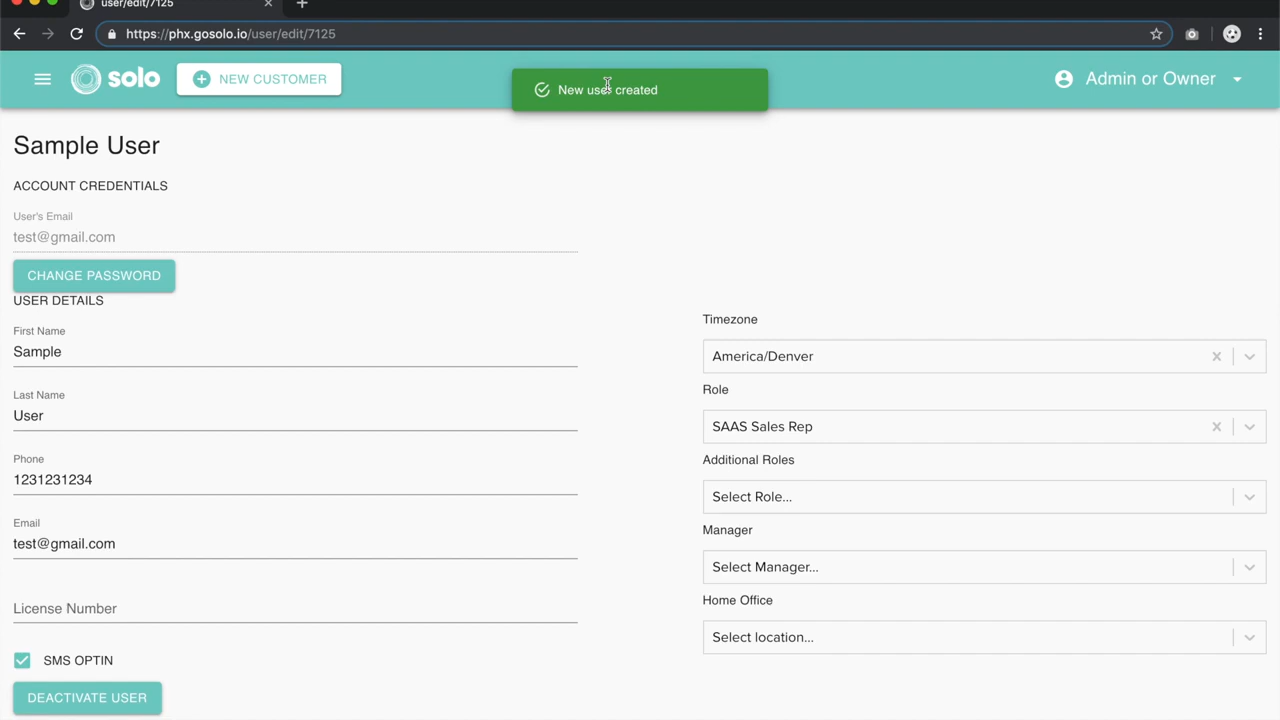 user/edit/7125
https://phx.gosolo.io/user/edit/7125
solo
NEW CUSTOMER
New user created
Admin or Owner
Sample User
ACCOUNT CREDENTIALS
User's Email
test@gmail.com
CHANGE PASSWORD
USER DETAILS
First Name
Sample
Last Name
User
Phone
1231231234
Email
test@gmail.com
License Number
SMS OPTIN
DEACTIVATE USER
Timezone
America/Denver
Role
SAAS Sales Rep
Additional Roles
Select Role...
Manager
Select Manager...
Home Office
Select location...